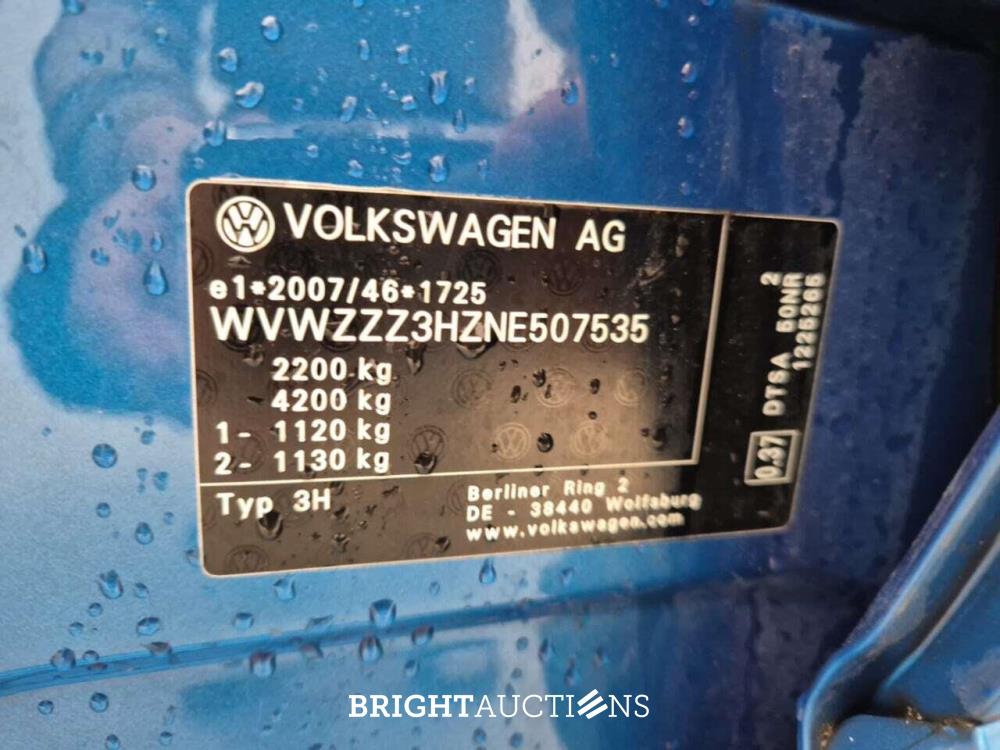 VOLKSWAGEN AG
e1*2007/46*1725
WVWZZZ3HZNE507535
2200 kg
4200 kg
1- 1120 kg
2- 1130 kg
Typ 3H
Berliner Ring 2
DE - 38440 Wolfsburg
www.volkswagen.com
0.37 DTSA 50NR 2
1225265
BRIGHTAUCTIONS